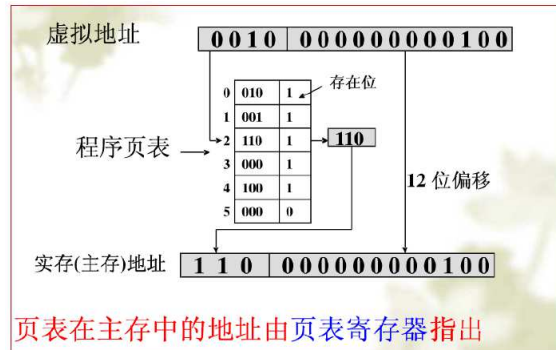 虚拟地址 0010 000000000100
0 010 1 存在位
1 001 1
程序页表 2 110 1 110
3 000 1
4 100 1 12 位偏移
5 000 0
实存(主存)地址 110 000000000100
页表在主存中的地址由页表寄存器指出